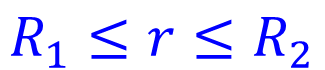 R₁ ≤ r ≤ R₂